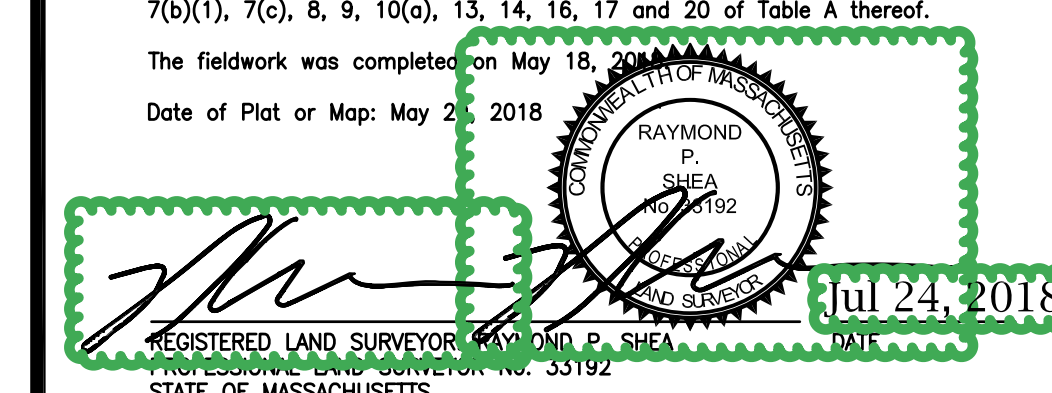 7(b)(1), 7(c), 8, 9, 10(a), 13, 14, 16, 17 and 20 of Table A thereof.
The fieldwork was completed on May 18,
Date of Plat or Map: May 2 , 2018
COMMONWEALTH OF MASSACHUSETTS
RAYMOND
P.
SHEA
No. 33192
PROFESSIONAL
LAND SURVEYOR
Jul 24, 2018
REGISTERED LAND SURVEYOR RAYMOND P. SHEA DATE
PROFESSIONAL LAND SURVEYOR NO. 33192
STATE OF MASSACHUSETTS